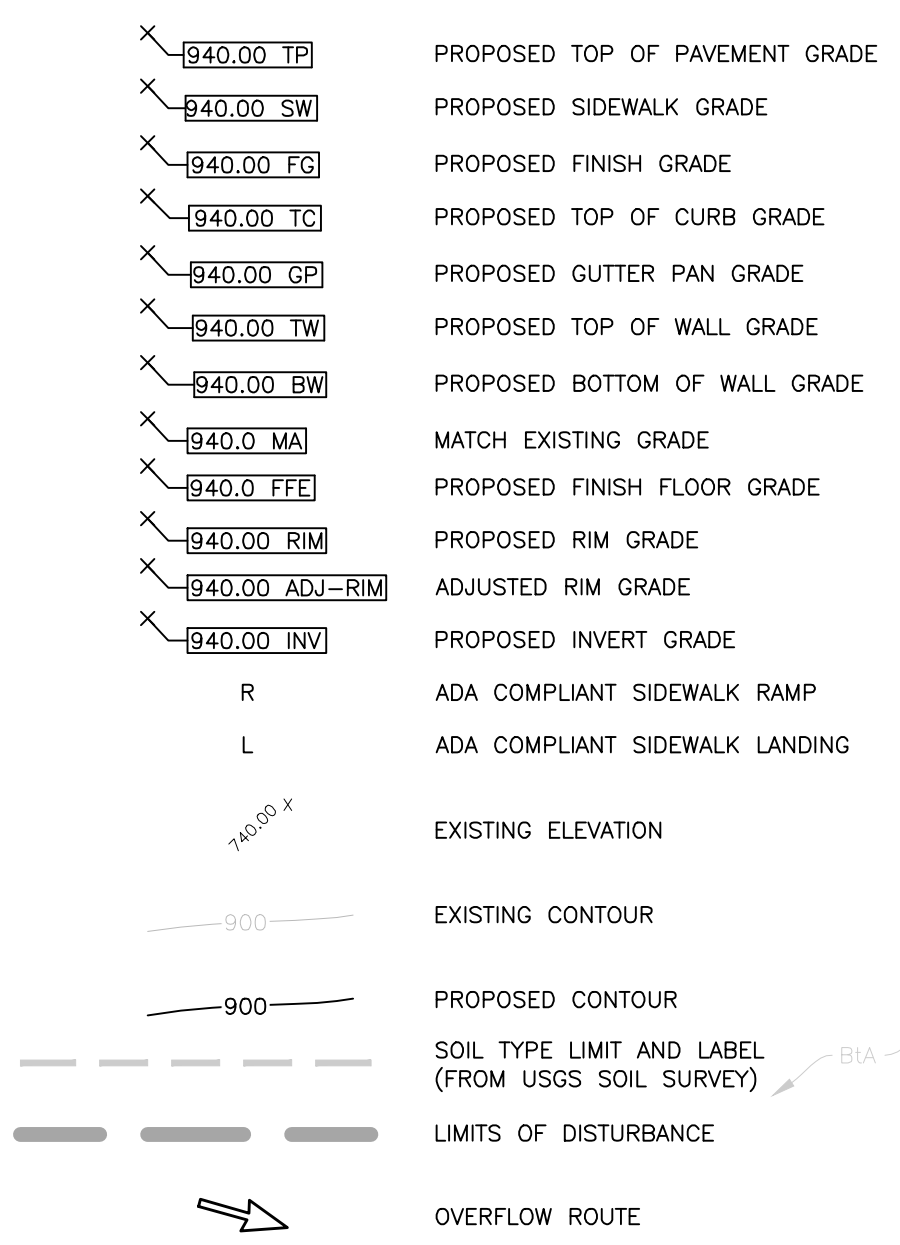 940.00 TP PROPOSED TOP OF PAVEMENT GRADE
940.00 SW PROPOSED SIDEWALK GRADE
940.00 FG PROPOSED FINISH GRADE
940.00 TC PROPOSED TOP OF CURB GRADE
940.00 GP PROPOSED GUTTER PAN GRADE
940.00 TW PROPOSED TOP OF WALL GRADE
940.00 BW PROPOSED BOTTOM OF WALL GRADE
940.0 MA MATCH EXISTING GRADE
940.0 FFE PROPOSED FINISH FLOOR GRADE
940.00 RIM PROPOSED RIM GRADE
940.00 ADJ-RIM ADJUSTED RIM GRADE
940.00 INV PROPOSED INVERT GRADE
R ADA COMPLIANT SIDEWALK RAMP
L ADA COMPLIANT SIDEWALK LANDING
740.00 x EXISTING ELEVATION
900 EXISTING CONTOUR
900 PROPOSED CONTOUR
SOIL TYPE LIMIT AND LABEL BtA
(FROM USGS SOIL SURVEY)
LIMITS OF DISTURBANCE
OVERFLOW ROUTE